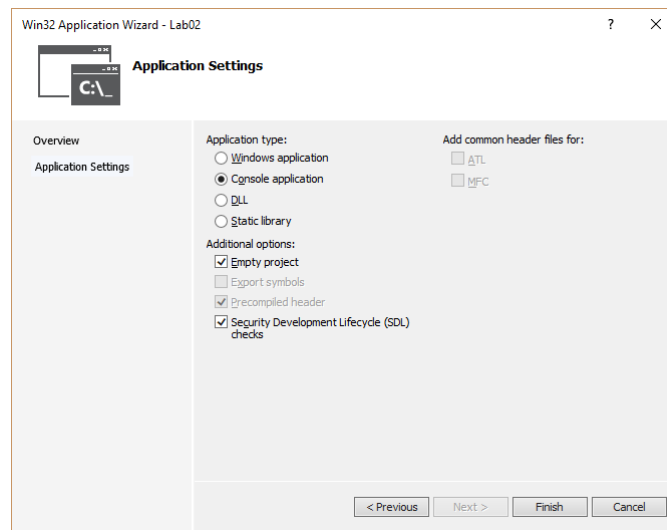 Win32 Application Wizard - Lab02
?
C:\_
Application Settings
Overview
Application Settings
Application type:
Windows application
Console application
DLL
Static library
Additional options:
Empty project
Export symbols
Precompiled header
Security Development Lifecycle (SDL)
checks
Add common header files for:
ATL
MFC
< Previous
Next >
Finish
Cancel